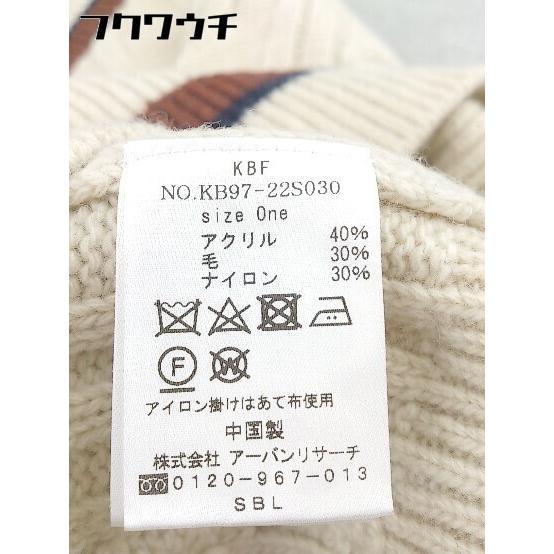 フクワウチ
KBF
NO.KB97-22S030
size One
アクリル 40%
毛 30%
ナイロン 30%
F W
アイロン掛けはあて布使用
中国製
株式会社 アーバンリサーチ
0120-967-013
SBL